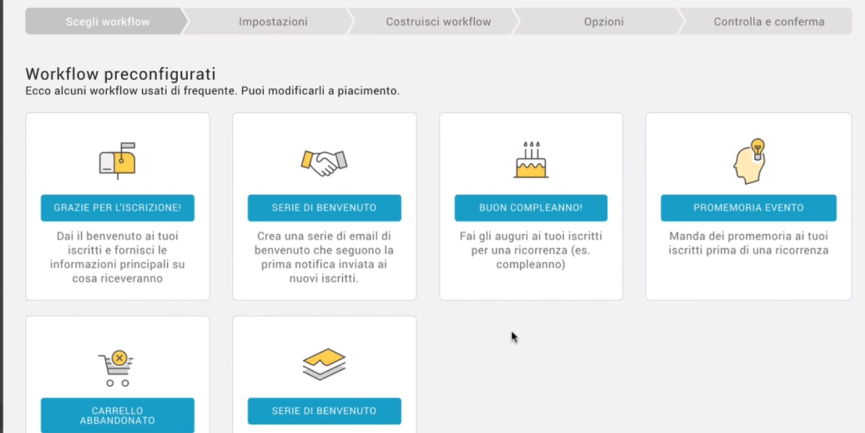 Scegli workflow
Impostazioni
Costruisci workflow
Opzioni
Controlla e conferma
Workflow preconfigurati
Ecco alcuni workflow usati di frequente. Puoi modificarli a piacimento.
GRAZIE PER L'ISCRIZIONE!
Dai il benvenuto ai tuoi
iscritti e fornisci le
informazioni principali su
cosa riceveranno
SERIE DI BENVENUTO
Crea una serie di email di
benvenuto che seguono la
prima notifica inviata ai
nuovi iscritti.
BUON COMPLEANNO!
Fai gli auguri ai tuoi iscritti
per una ricorrenza (es.
compleanno)
PROMEMORIA EVENTO
Manda dei promemoria ai tuoi
iscritti prima di una ricorrenza
CARRELLO
ABBANDONATO
SERIE DI BENVENUTO